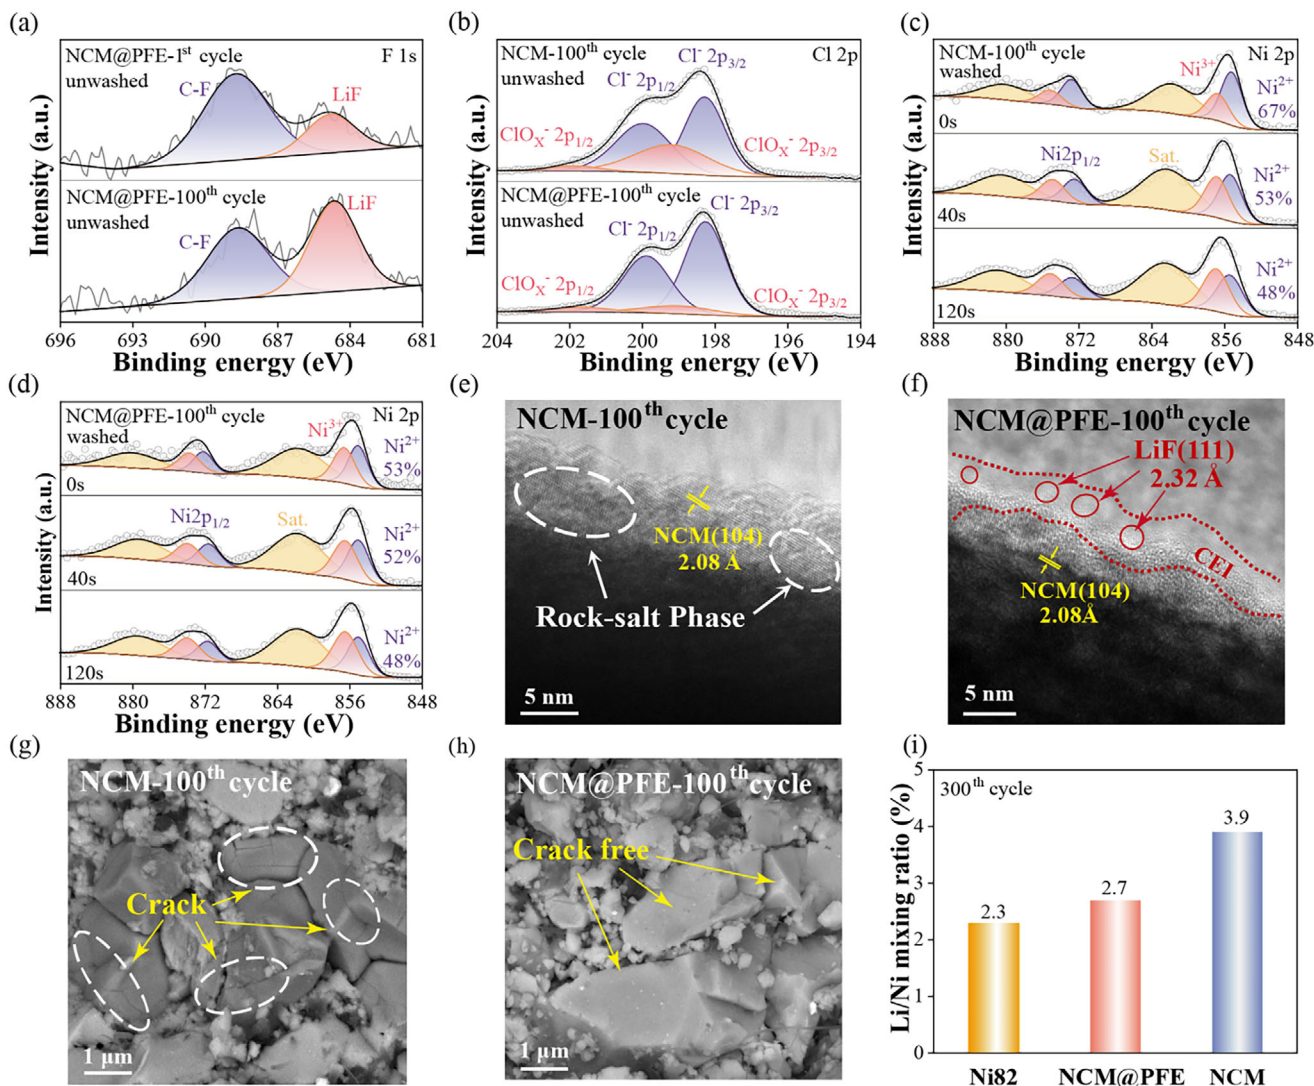 (a)
NCM@PFE-1st cycle
F 1s
unwashed
C-F
LiF
NCM@PFE-100th cycle
unwashed
C-F
LiF
Intensity (a.u.)
696 693 690 687 684 681
Binding energy (eV)
(b)
NCM-100th cycle
Cl 2p
unwashed
Cl- 2p3/2
Cl- 2p1/2
ClOX- 2p1/2
ClOX- 2p3/2
NCM@PFE-100th cycle
unwashed
Cl- 2p3/2
Cl- 2p1/2
ClOX- 2p1/2
ClOX- 2p3/2
Intensity (a.u.)
204 202 200 198 196 194
Binding energy (eV)
(c)
NCM-100th cycle
Ni 2p
washed
Ni3+
Ni2+
67%
0s
Ni2p1/2
Sat.
Ni2+
53%
40s
Ni2+
48%
120s
Intensity (a.u.)
888 880 872 864 856 848
Binding energy (eV)
(d)
NCM@PFE-100th cycle
Ni 2p
washed
Ni3+
Ni2+
53%
0s
Ni2p1/2
Sat.
Ni2+
52%
40s
Ni2+
48%
120s
Intensity (a.u.)
888 880 872 864 856 848
Binding energy (eV)
(e)
NCM-100th cycle
NCM(104)
2.08 Å
Rock-salt Phase
5 nm
(f)
NCM@PFE-100th cycle
LiF(111)
2.32 Å
CEI
NCM(104)
2.08Å
5 nm
(g)
NCM-100th cycle
Crack
1 μm
(h)
NCM@PFE-100th cycle
Crack free
1 μm
(i)
300th cycle
Li/Ni mixing ratio (%)
5
4
3
2
1
0
2.3
2.7
3.9
Ni82 NCM@PFE NCM